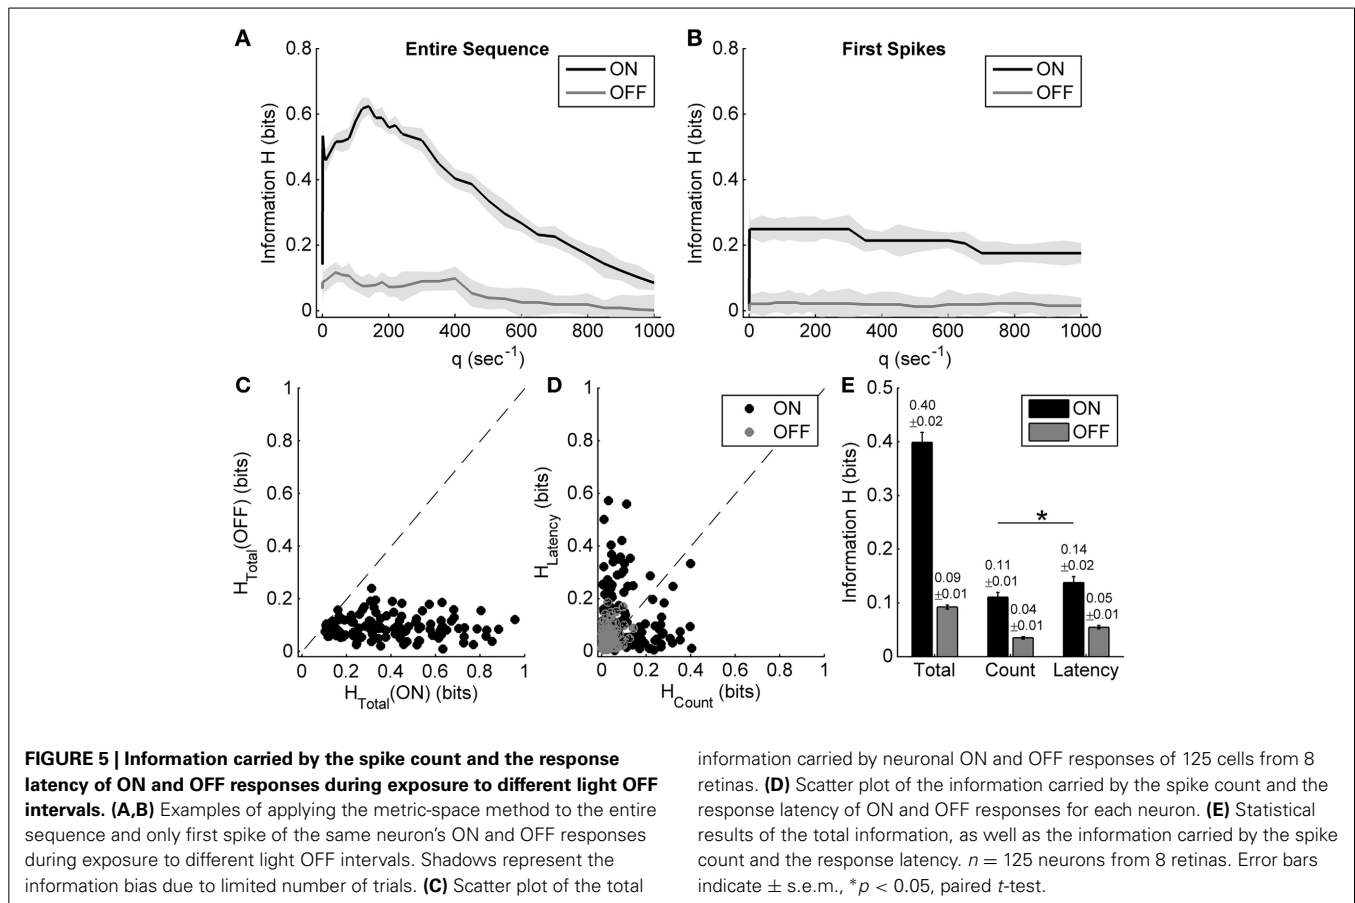 A
Entire Sequence
ON
OFF
Information H (bits)
0.8
0.6
0.4
0.2
0
0 200 400 600 800 1000
q (sec⁻¹)
B
First Spikes
ON
OFF
Information H (bits)
0.8
0.6
0.4
0.2
0
0 200 400 600 800 1000
q (sec⁻¹)
C
H_Total(OFF) (bits)
1
0.8
0.6
0.4
0.2
0
0 0.2 0.4 0.6 0.8 1
H_Total(ON) (bits)
D
ON
OFF
H_Latency (bits)
1
0.8
0.6
0.4
0.2
0
0 0.2 0.4 0.6 0.8 1
H_Count (bits)
E
ON
OFF
Information H (bits)
0.5
0.4
0.3
0.2
0.1
0
0.40
±0.02
0.09
±0.01
0.11
±0.01
0.04
±0.01
*
0.14
±0.02
0.05
±0.01
Total Count Latency
FIGURE 5 | Information carried by the spike count and the response
latency of ON and OFF responses during exposure to different light OFF
intervals. (A,B) Examples of applying the metric-space method to the entire
sequence and only first spike of the same neuron's ON and OFF responses
during exposure to different light OFF intervals. Shadows represent the
information bias due to limited number of trials. (C) Scatter plot of the total
information carried by neuronal ON and OFF responses of 125 cells from 8
retinas. (D) Scatter plot of the information carried by the spike count and the
response latency of ON and OFF responses for each neuron. (E) Statistical
results of the total information, as well as the information carried by the spike
count and the response latency. n = 125 neurons from 8 retinas. Error bars
indicate ± s.e.m., *p < 0.05, paired t-test.